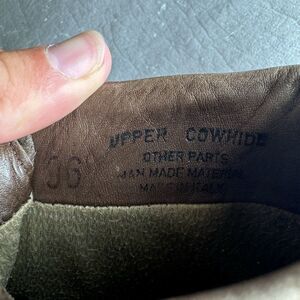 UPPER COWHIDE
OTHER PARTS
MAN MADE MATERIAL
MADE IN ITALY